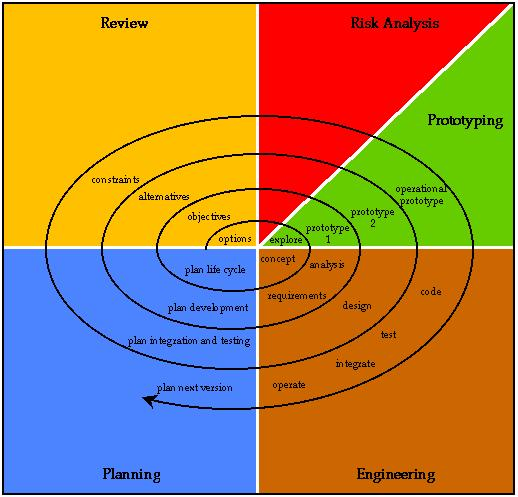 Review
Risk Analysis
Prototyping
constraints
alternatives
objectives
options
explore
prototype
1
prototype
2
operational
prototype
concept
analysis
requirements
design
code
test
integrate
operate
plan life cycle
plan development
plan integration and testing
plan next version
Planning
Engineering